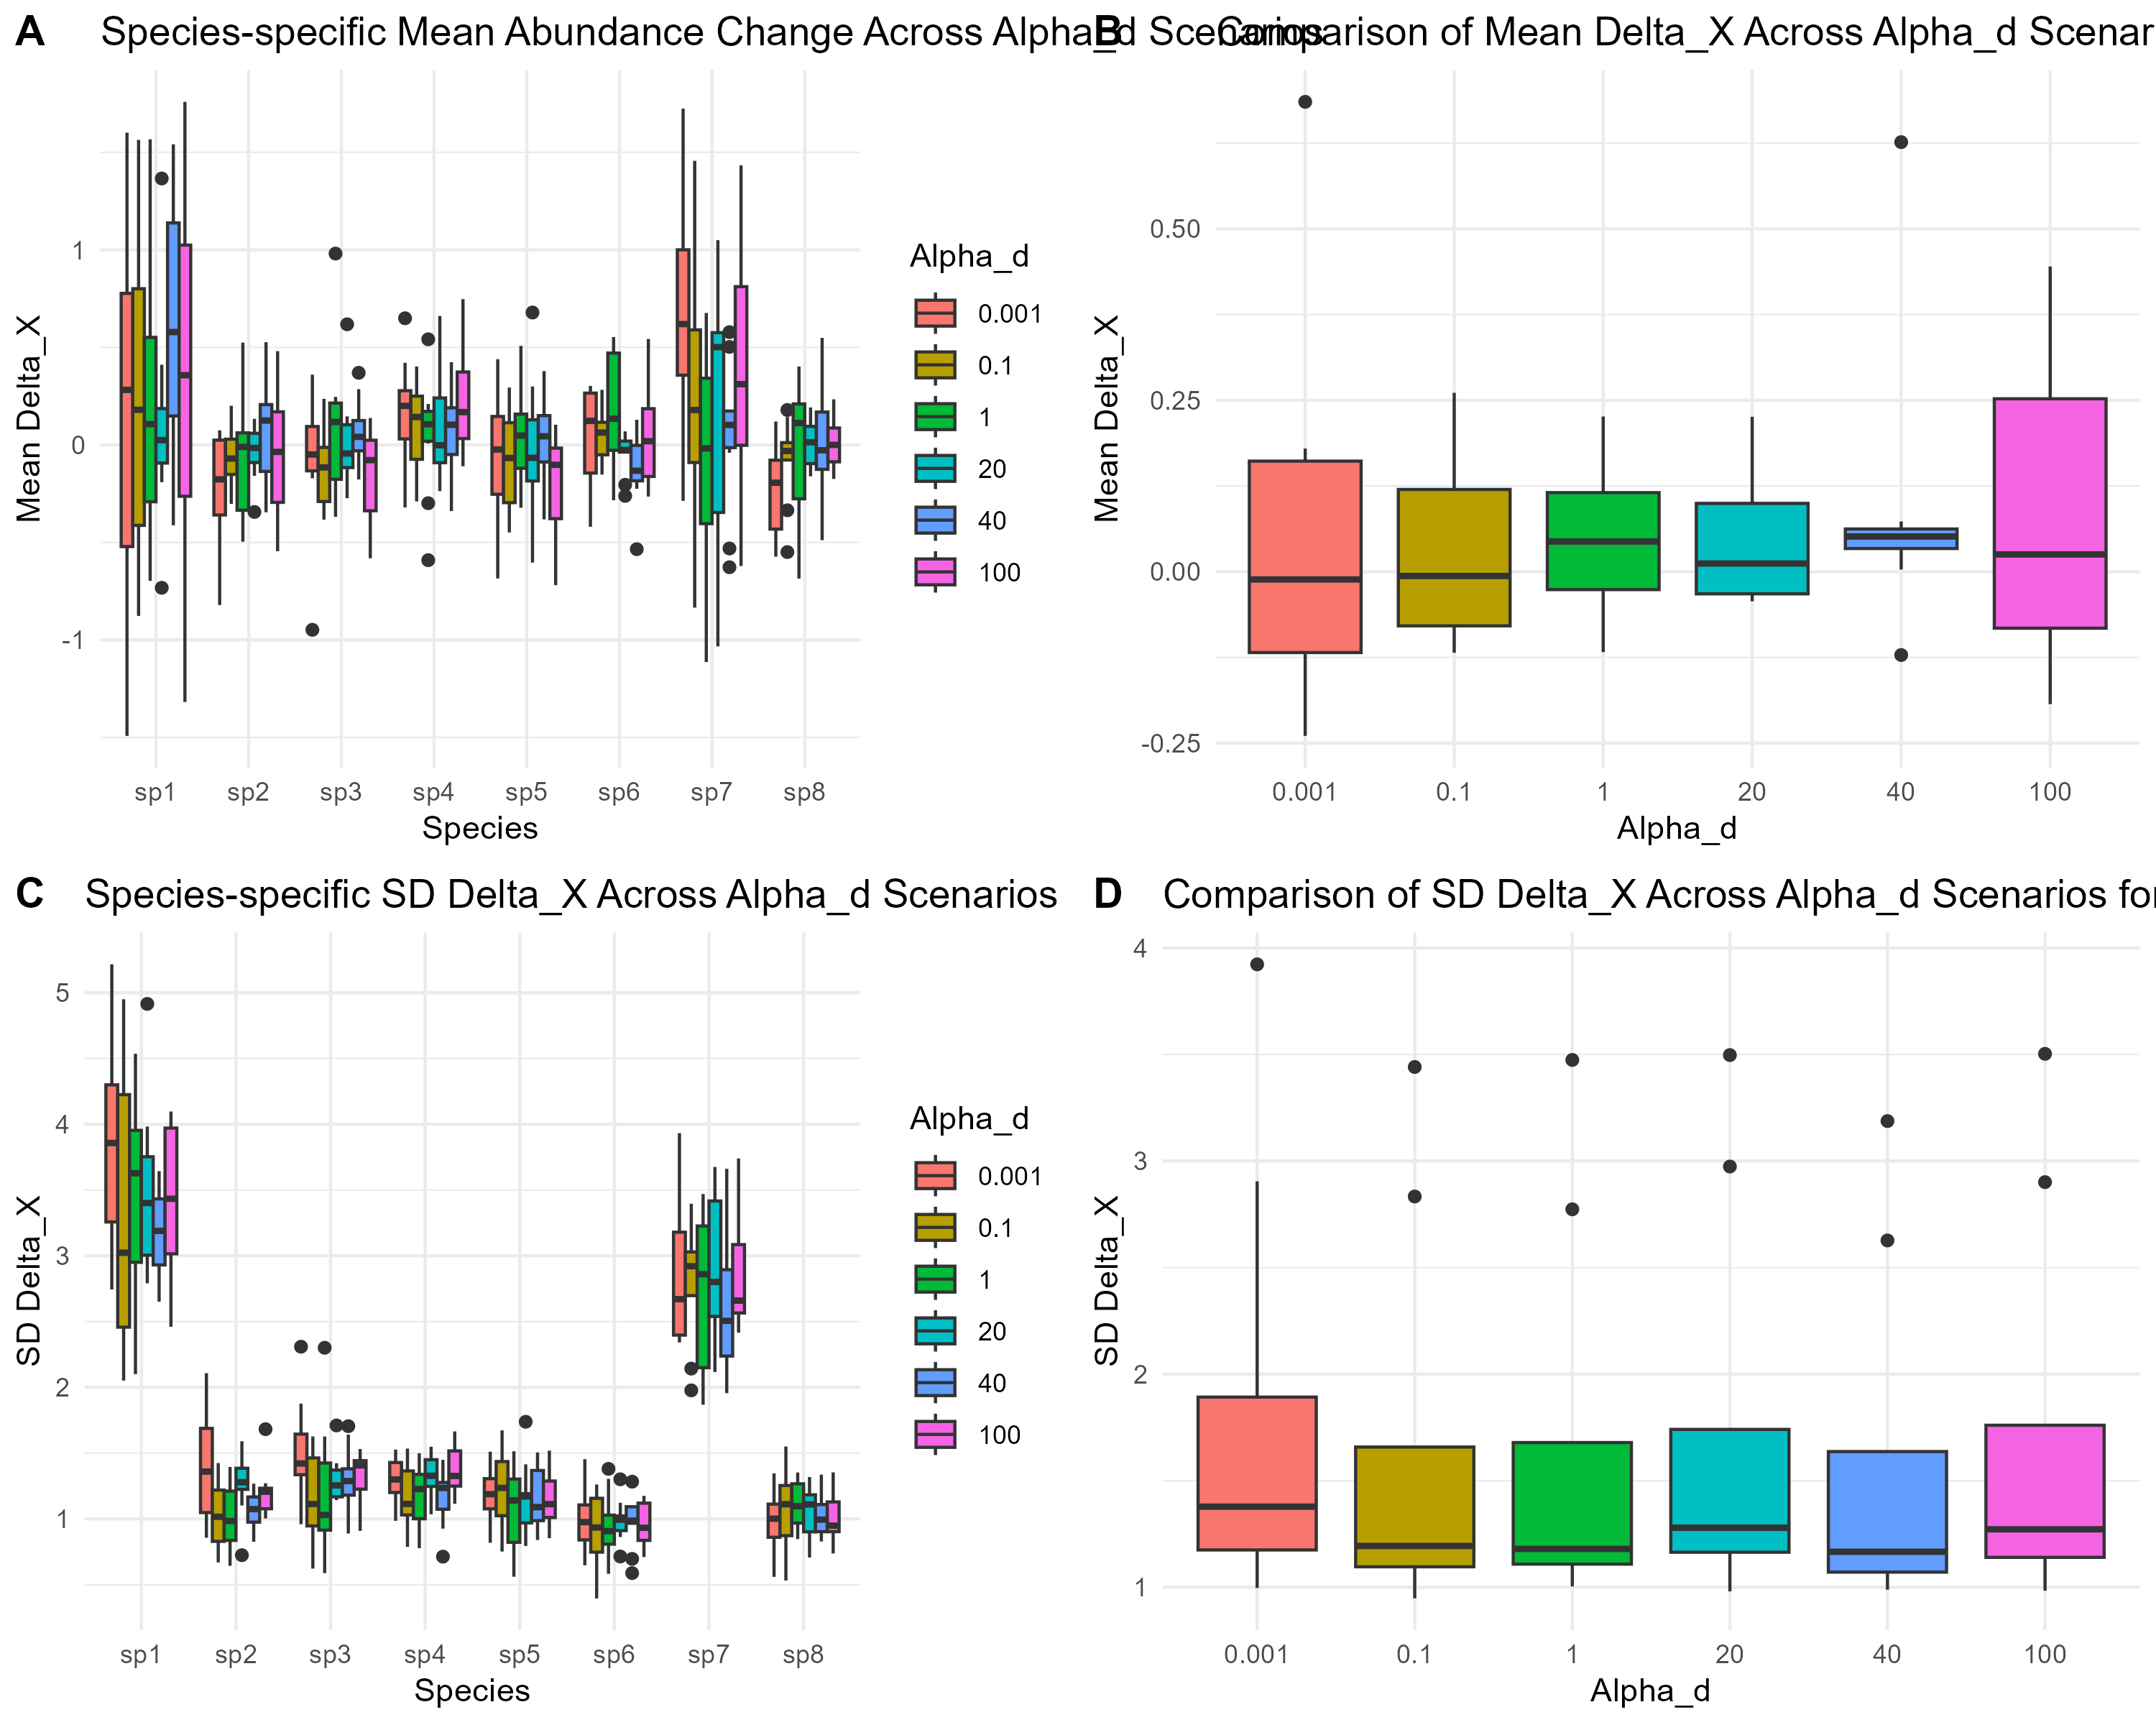 A
Species-specific Mean Abundance Change Across Alpha_d Scenarios
Mean Delta_X
1
0
-1
sp1 sp2 sp3 sp4 sp5 sp6 sp7 sp8
Species
Alpha_d
0.001
0.1
1
20
40
100
B
Comparison of Mean Delta_X Across Alpha_d Scenar
Mean Delta_X
0.50
0.25
0.00
-0.25
0.001 0.1 1 20 40 100
Alpha_d
C
Species-specific SD Delta_X Across Alpha_d Scenarios
SD Delta_X
5
4
3
2
1
sp1 sp2 sp3 sp4 sp5 sp6 sp7 sp8
Species
Alpha_d
0.001
0.1
1
20
40
100
D
Comparison of SD Delta_X Across Alpha_d Scenarios for
SD Delta_X
4
3
2
1
0.001 0.1 1 20 40 100
Alpha_d